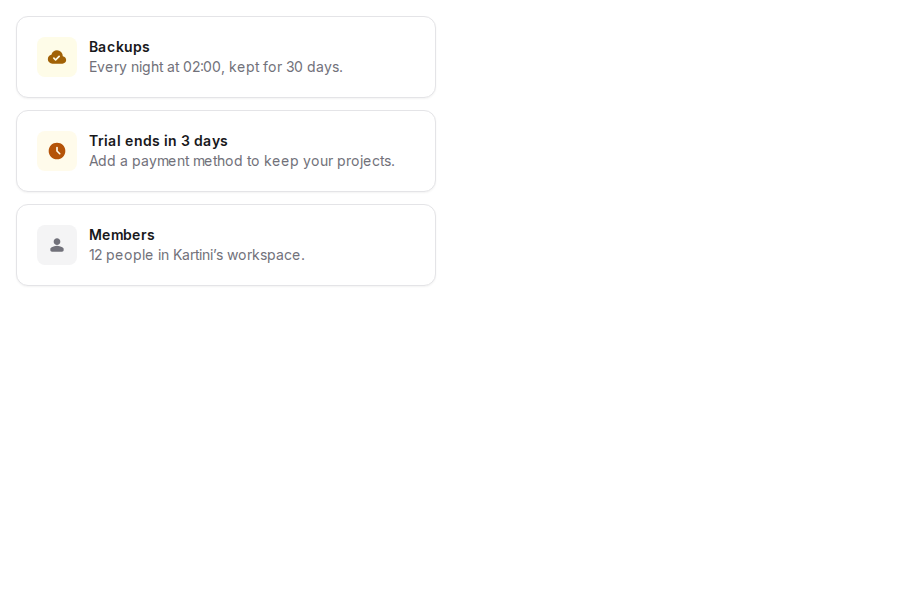 Backups
Every night at 02:00, kept for 30 days.
Trial ends in 3 days
Add a payment method to keep your projects.
Members
12 people in Kartini’s workspace.